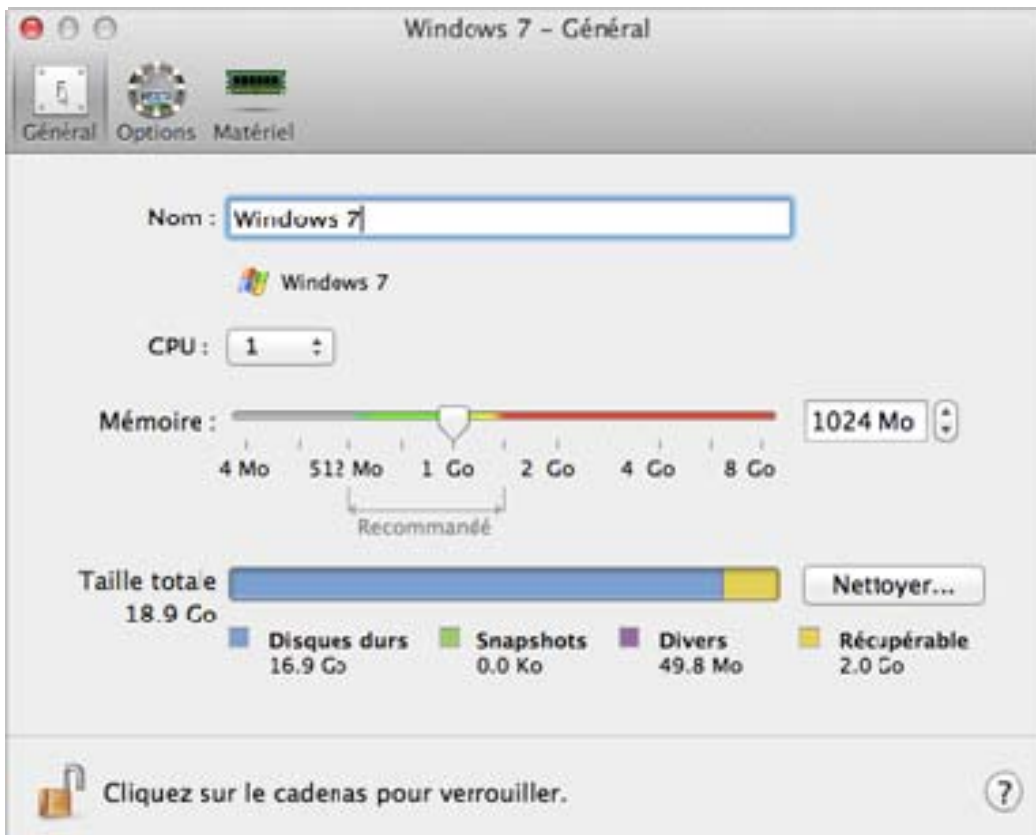 Windows 7 – Général
Général Options Matériel
Nom : Windows 7
Windows 7
CPU : 1
Mémoire : 1024 Mo
4 Mo 512 Mo 1 Go 2 Go 4 Go 8 Go
Recommandé
Taille totale Nettoyer...
18.9 Go
Disques durs Snapshots Divers Récupérable
16.9 Go 0.0 Ko 49.8 Mo 2.0 Go
Cliquez sur le cadenas pour verrouiller. ?